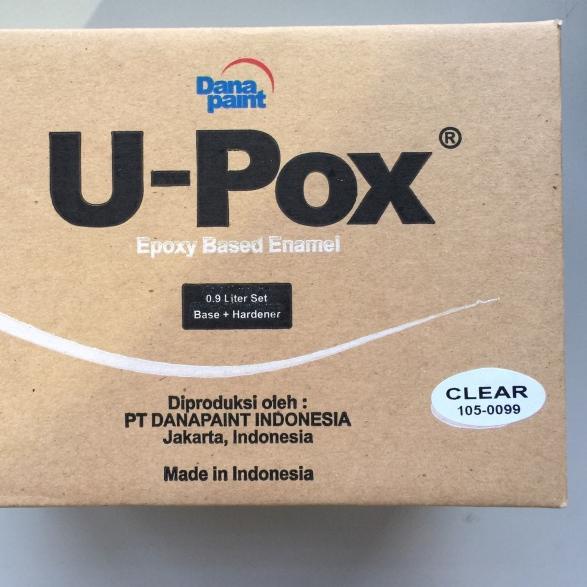 Dana
paint
U-Pox®
Epoxy Based Enamel
0.9 Liter Set
Base + Hardener
Diproduksi oleh :
PT DANAPAINT INDONESIA
Jakarta, Indonesia
Made in Indonesia
CLEAR
105-0099